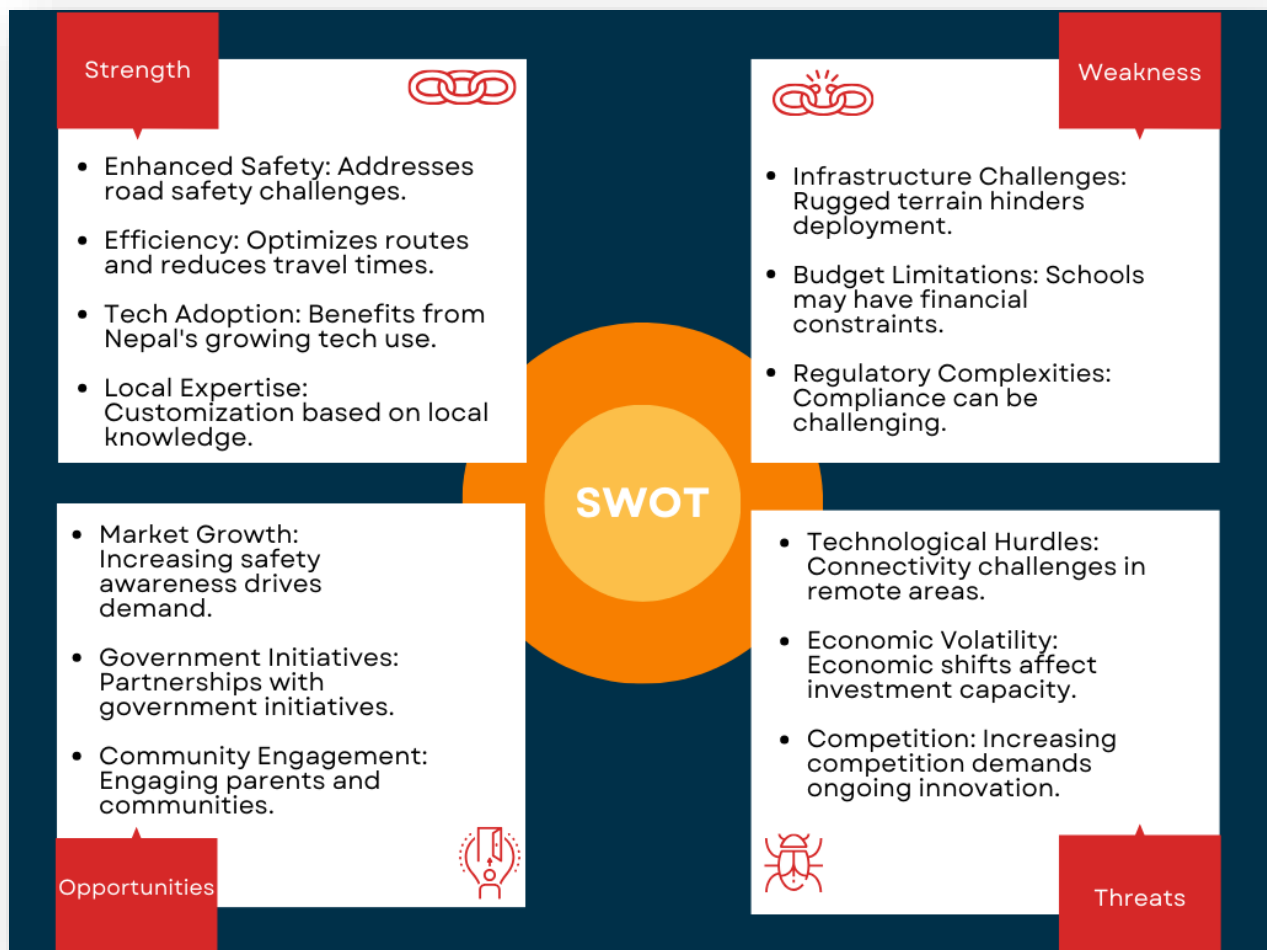 Strength
• Enhanced Safety: Addresses
road safety challenges.
• Efficiency: Optimizes routes
and reduces travel times.
• Tech Adoption: Benefits from
Nepal's growing tech use.
• Local Expertise:
Customization based on local
knowledge.
Weakness
• Infrastructure Challenges:
Rugged terrain hinders
deployment.
• Budget Limitations: Schools
may have financial
constraints.
• Regulatory Complexities:
Compliance can be
challenging.
SWOT
• Market Growth:
Increasing safety
awareness drives
demand.
• Government Initiatives:
Partnerships with
government initiatives.
• Community Engagement:
Engaging parents and
communities.
Opportunities
• Technological Hurdles:
Connectivity challenges in
remote areas.
• Economic Volatility:
Economic shifts affect
investment capacity.
• Competition: Increasing
competition demands
ongoing innovation.
Threats